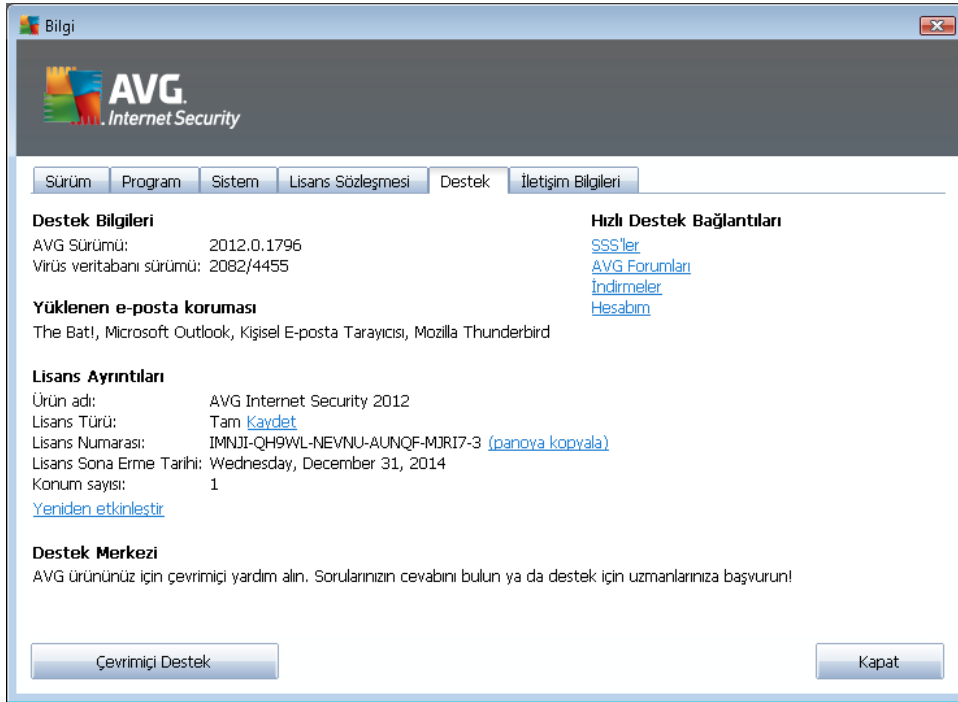 Bilgi
AVG.
Internet Security
Sürüm
Program
Sistem
Lisans Sözleşmesi
Destek
İletişim Bilgileri
Destek Bilgileri
AVG Sürümü: 2012.0.1796
Virüs veritabanı sürümü: 2082/4455
Yüklenen e-posta koruması
The Bat!, Microsoft Outlook, Kişisel E-posta Tarayıcısı, Mozilla Thunderbird
Lisans Ayrıntıları
Ürün adı: AVG Internet Security 2012
Lisans Türü: Tam Kaydet
Lisans Numarası: IMNJI-QH9WL-NEVNU-AUNQF-MJRI7-3 (panoya kopyala)
Lisans Sona Erme Tarihi: Wednesday, December 31, 2014
Konum sayısı: 1
Yeniden etkinleştir
Destek Merkezi
AVG ürününüz için çevrimiçi yardım alın. Sorularınızın cevabını bulun ya da destek için uzmanlarınıza başvurun!
Hızlı Destek Bağlantıları
SSS'ler
AVG Forumları
İndirmeler
Hesabım
Çevrimiçi Destek
Kapat